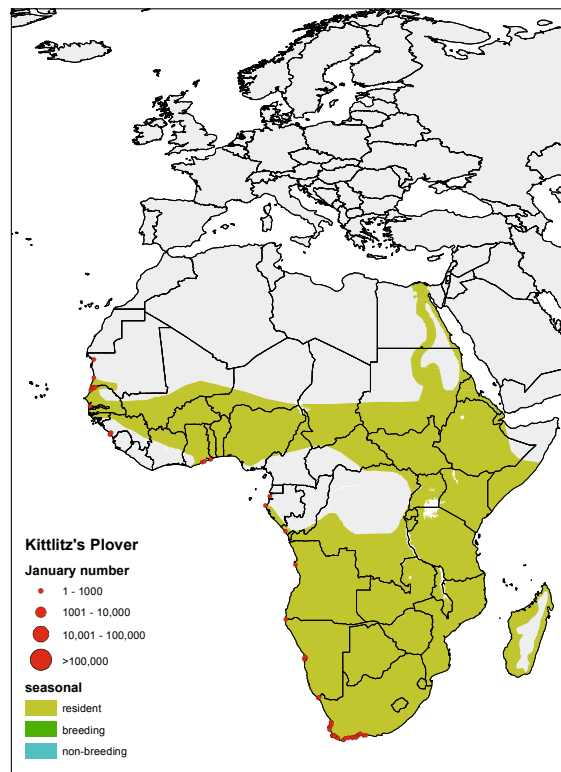 Kittlitz's Plover
January number
1 - 1000
1001 - 10,000
10,001 - 100,000
>100,000
seasonal
resident
breeding
non-breeding